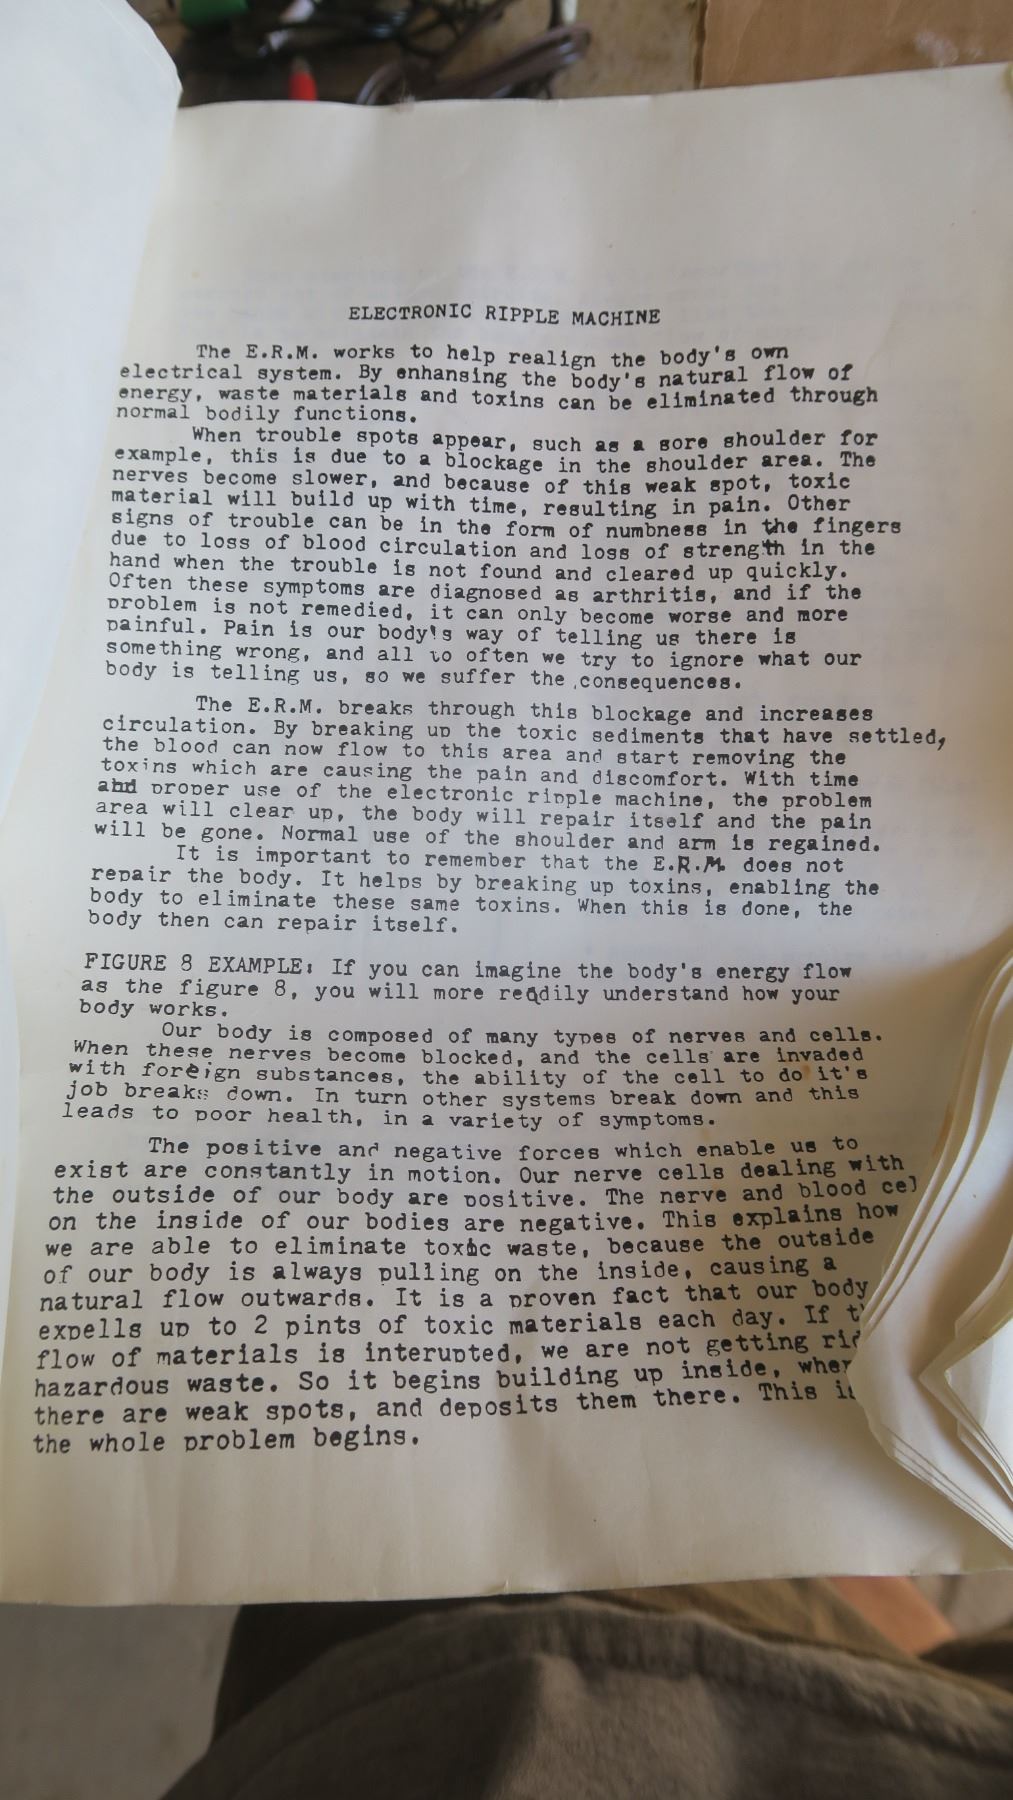 ELECTRONIC RIPPLE MACHINE
The E.R.M. works to help realign the body's own
electrical system. By enhansing the body's natural flow of
energy, waste materials and toxins can be eliminated through
normal bodily functions.
When trouble spots appear, such as a sore shoulder for
example, this is due to a blockage in the shoulder area. The
nerves become slower, and because of this weak spot, toxic
material will build up with time, resulting in pain. Other
signs of trouble can be in the form of numbness in the fingers
due to loss of blood circulation and loss of strength in the
hand when the trouble is not found and cleared up quickly.
Often these symptoms are diagnosed as arthritis, and if the
problem is not remedied, it can only become worse and more
painful. Pain is our body's way of telling us there is
something wrong, and all to often we try to ignore what our
body is telling us, so we suffer the consequences.
The E.R.M. breaks through this blockage and increases
circulation. By breaking up the toxic sediments that have settled,
the blood can now flow to this area and start removing the
toxins which are causing the pain and discomfort. With time
and proper use of the electronic ripple machine, the problem
area will clear up, the body will repair itself and the pain
will be gone. Normal use of the shoulder and arm is regained.
It is important to remember that the E.R.M. does not
repair the body. It helps by breaking up toxins, enabling the
body to eliminate these same toxins. When this is done, the
body then can repair itself.
FIGURE 8 EXAMPLE: If you can imagine the body's energy flow
as the figure 8, you will more readily understand how your
body works.
Our body is composed of many types of nerves and cells.
When these nerves become blocked, and the cells are invaded
with foreign substances, the ability of the cell to do it's
job breaks down. In turn other systems break down and this
leads to poor health, in a variety of symptoms.
The positive and negative forces which enable us to
exist are constantly in motion. Our nerve cells dealing with
the outside of our body are positive. The nerve and blood cel
on the inside of our bodies are negative. This explains how
we are able to eliminate toxic waste, because the outside
of our body is always pulling on the inside, causing a
natural flow outwards. It is a proven fact that our body
expells up to 2 pints of toxic materials each day. If t
flow of materials is interupted, we are not getting rid
hazardous waste. So it begins building up inside, wher
there are weak spots, and deposits them there. This i
the whole problem begins.